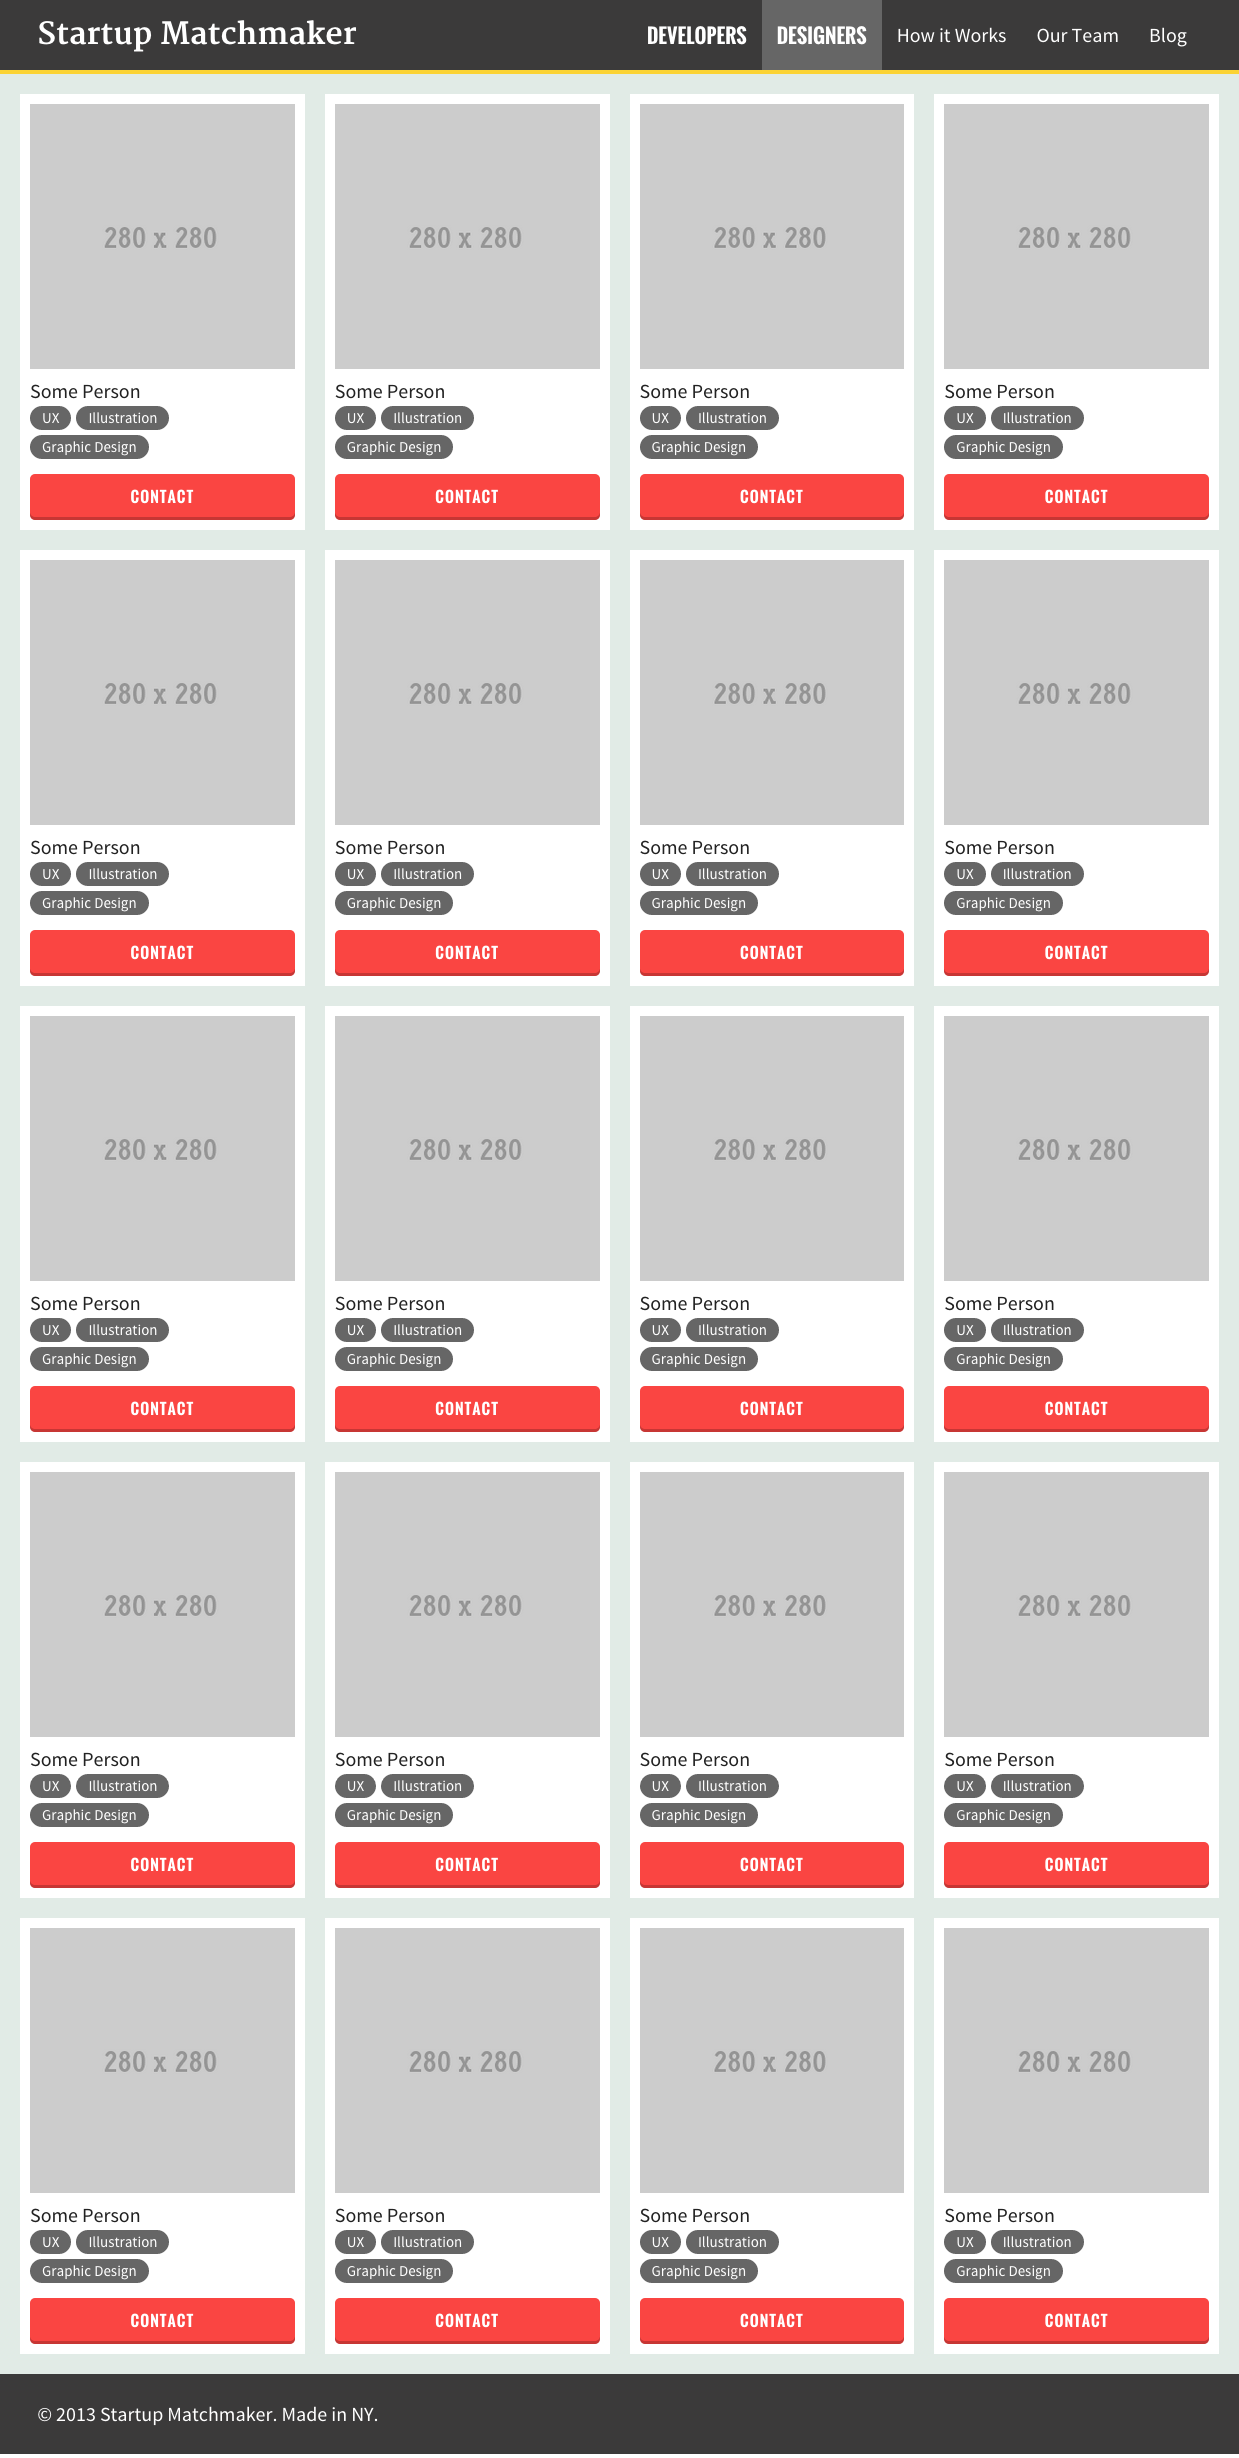 Startup Matchmaker DEVELOPERS DESIGNERS How it Works Our Team Blog
280 x 280 280 x 280 280 x 280 280 x 280
Some Person Some Person Some Person Some Person
UX Illustration UX Illustration UX Illustration UX Illustration
Graphic Design Graphic Design Graphic Design Graphic Design
CONTACT CONTACT CONTACT CONTACT
280 x 280 280 x 280 280 x 280 280 x 280
Some Person Some Person Some Person Some Person
UX Illustration UX Illustration UX Illustration UX Illustration
Graphic Design Graphic Design Graphic Design Graphic Design
CONTACT CONTACT CONTACT CONTACT
280 x 280 280 x 280 280 x 280 280 x 280
Some Person Some Person Some Person Some Person
UX Illustration UX Illustration UX Illustration UX Illustration
Graphic Design Graphic Design Graphic Design Graphic Design
CONTACT CONTACT CONTACT CONTACT
280 x 280 280 x 280 280 x 280 280 x 280
Some Person Some Person Some Person Some Person
UX Illustration UX Illustration UX Illustration UX Illustration
Graphic Design Graphic Design Graphic Design Graphic Design
CONTACT CONTACT CONTACT CONTACT
280 x 280 280 x 280 280 x 280 280 x 280
Some Person Some Person Some Person Some Person
UX Illustration UX Illustration UX Illustration UX Illustration
Graphic Design Graphic Design Graphic Design Graphic Design
CONTACT CONTACT CONTACT CONTACT
© 2013 Startup Matchmaker. Made in NY.